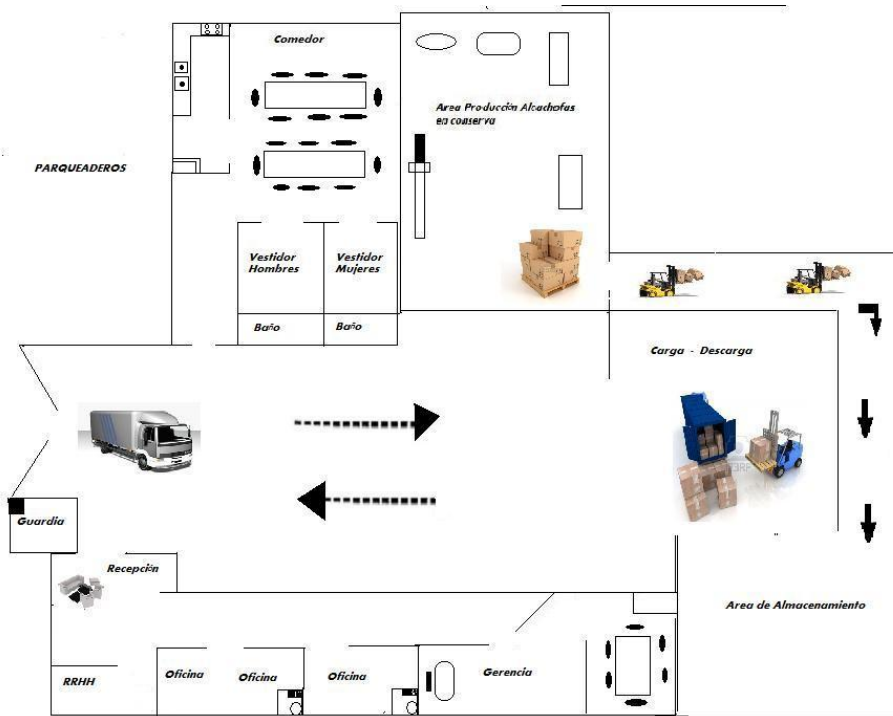 Comedor
Area Producción Alcachofas
en conserva
PARQUEADEROS
Vestidor
Hombres
Vestidor
Mujeres
Baño
Baño
Carga - Descarga
Guardia
Recepción
Area de Almacenamiento
RRHH
Oficina
Oficina
Oficina
Gerencia